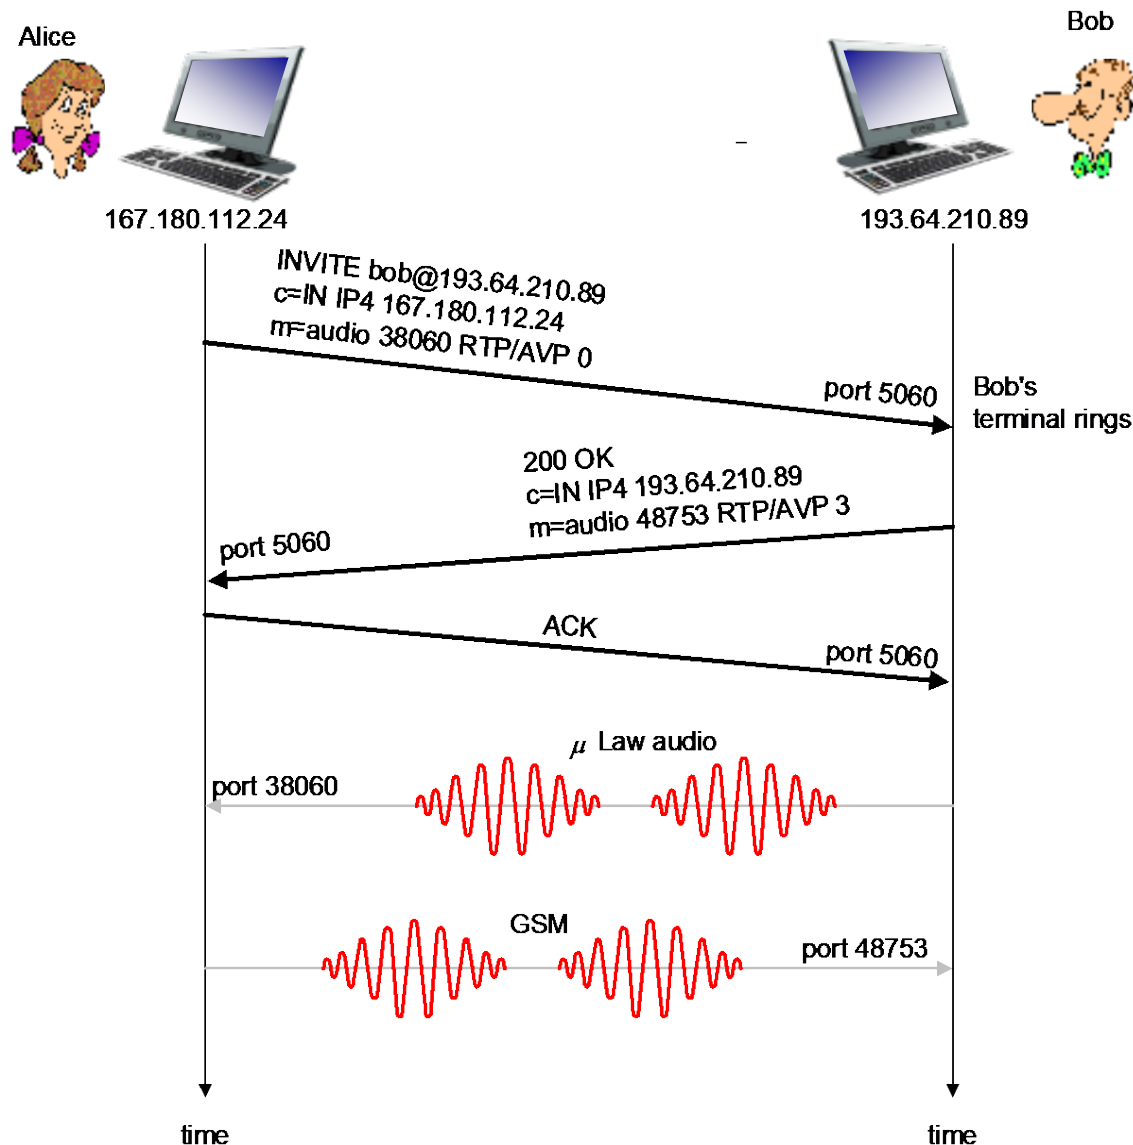 Alice
Bob
167.180.112.24
193.64.210.89
INVITE bob@193.64.210.89
c=IN IP4 167.180.112.24
m=audio 38060 RTP/AVP 0
port 5060
Bob's
terminal rings
200 OK
c=IN IP4 193.64.210.89
m=audio 48753 RTP/AVP 3
port 5060
ACK
port 5060
μ Law audio
port 38060
GSM
port 48753
time
time